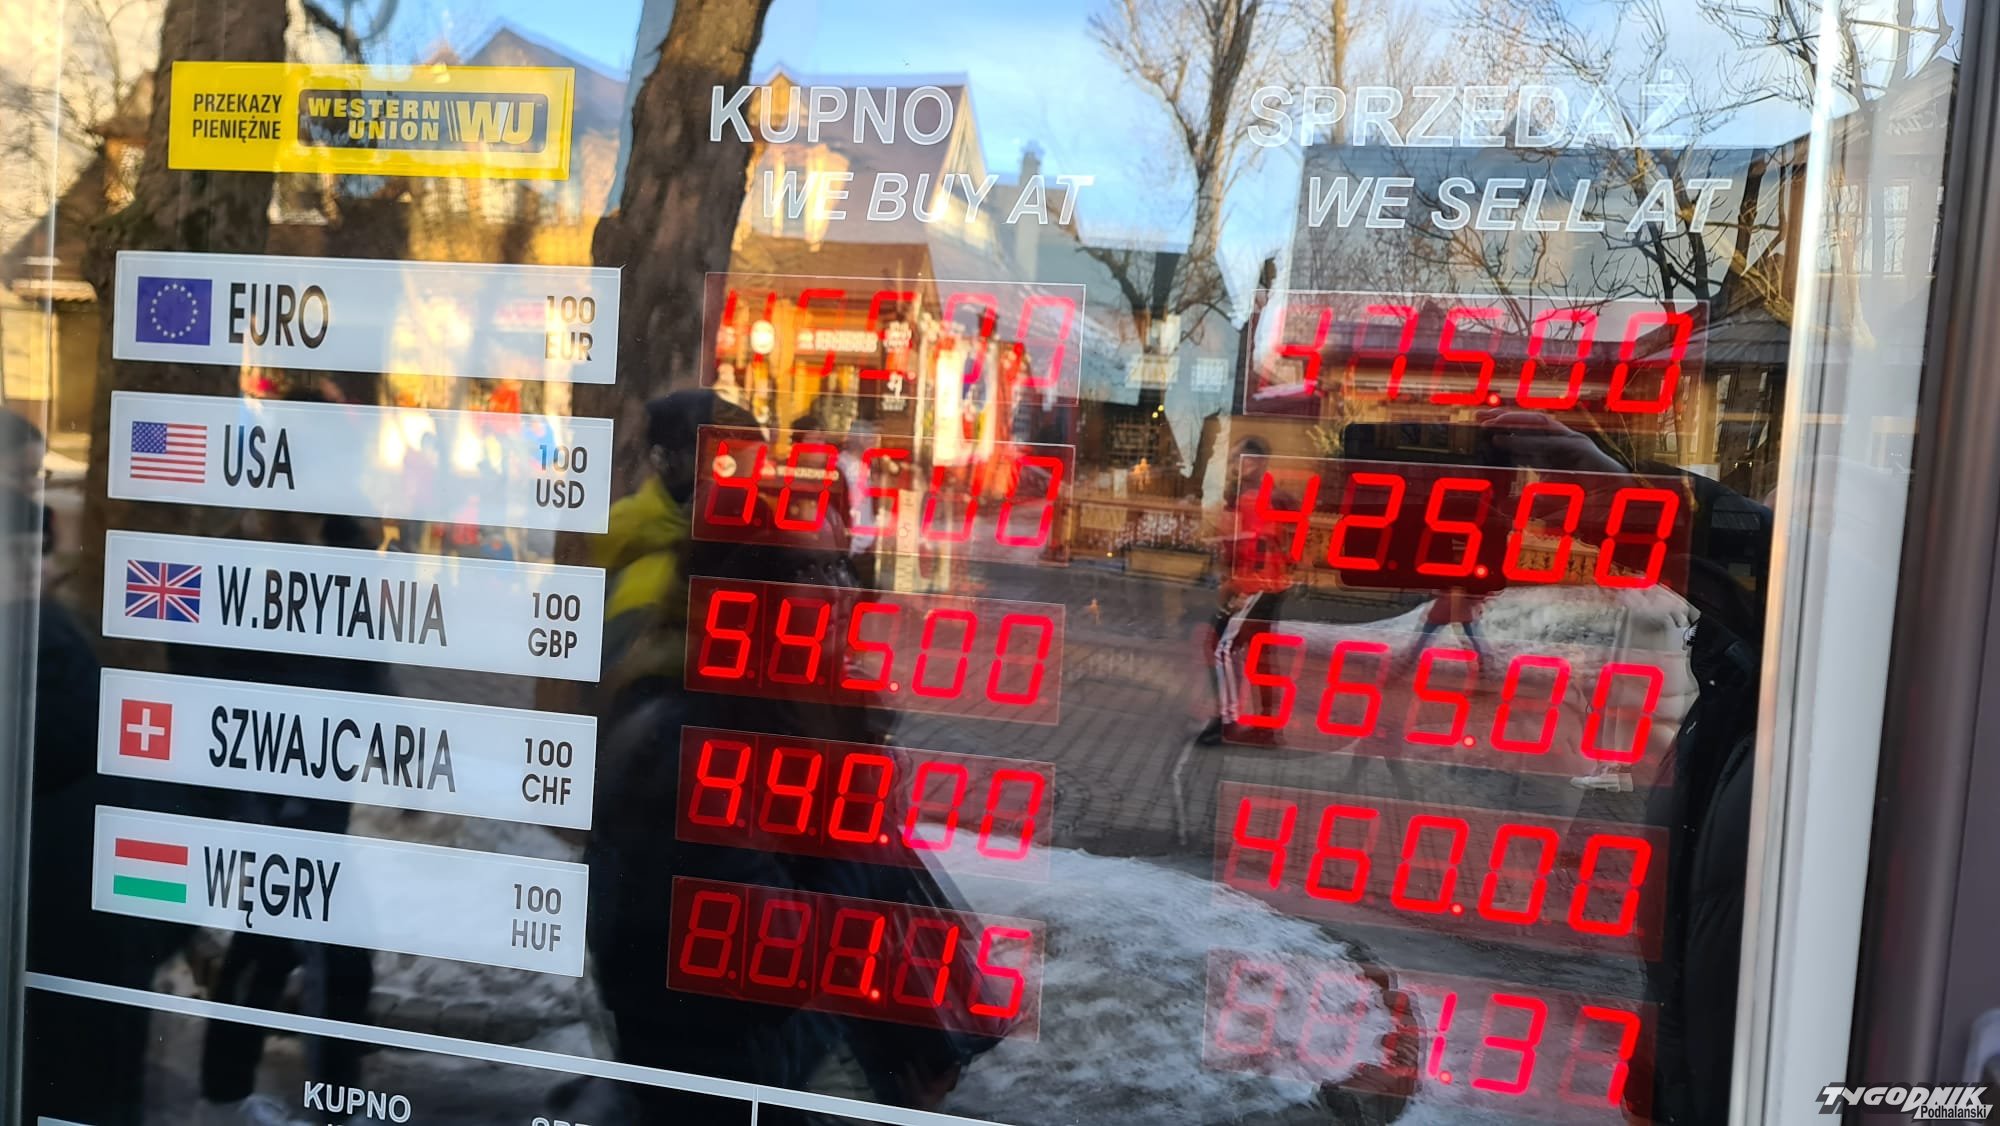 PRZEKAZY
PIENIĘŻNE
WESTERN
UNION WU
KUPNO
WE BUY AT
SPRZEDAŻ
WE SELL AT
EURO 100 EUR 455.00 475.00
USA 100 USD 405.00 425.00
W.BRYTANIA 100 GBP 545.00 565.00
SZWAJCARIA 100 CHF 440.00 460.00
WĘGRY 100 HUF 1.15 1.37
KUPNO
TYGODNIK
Podhalański